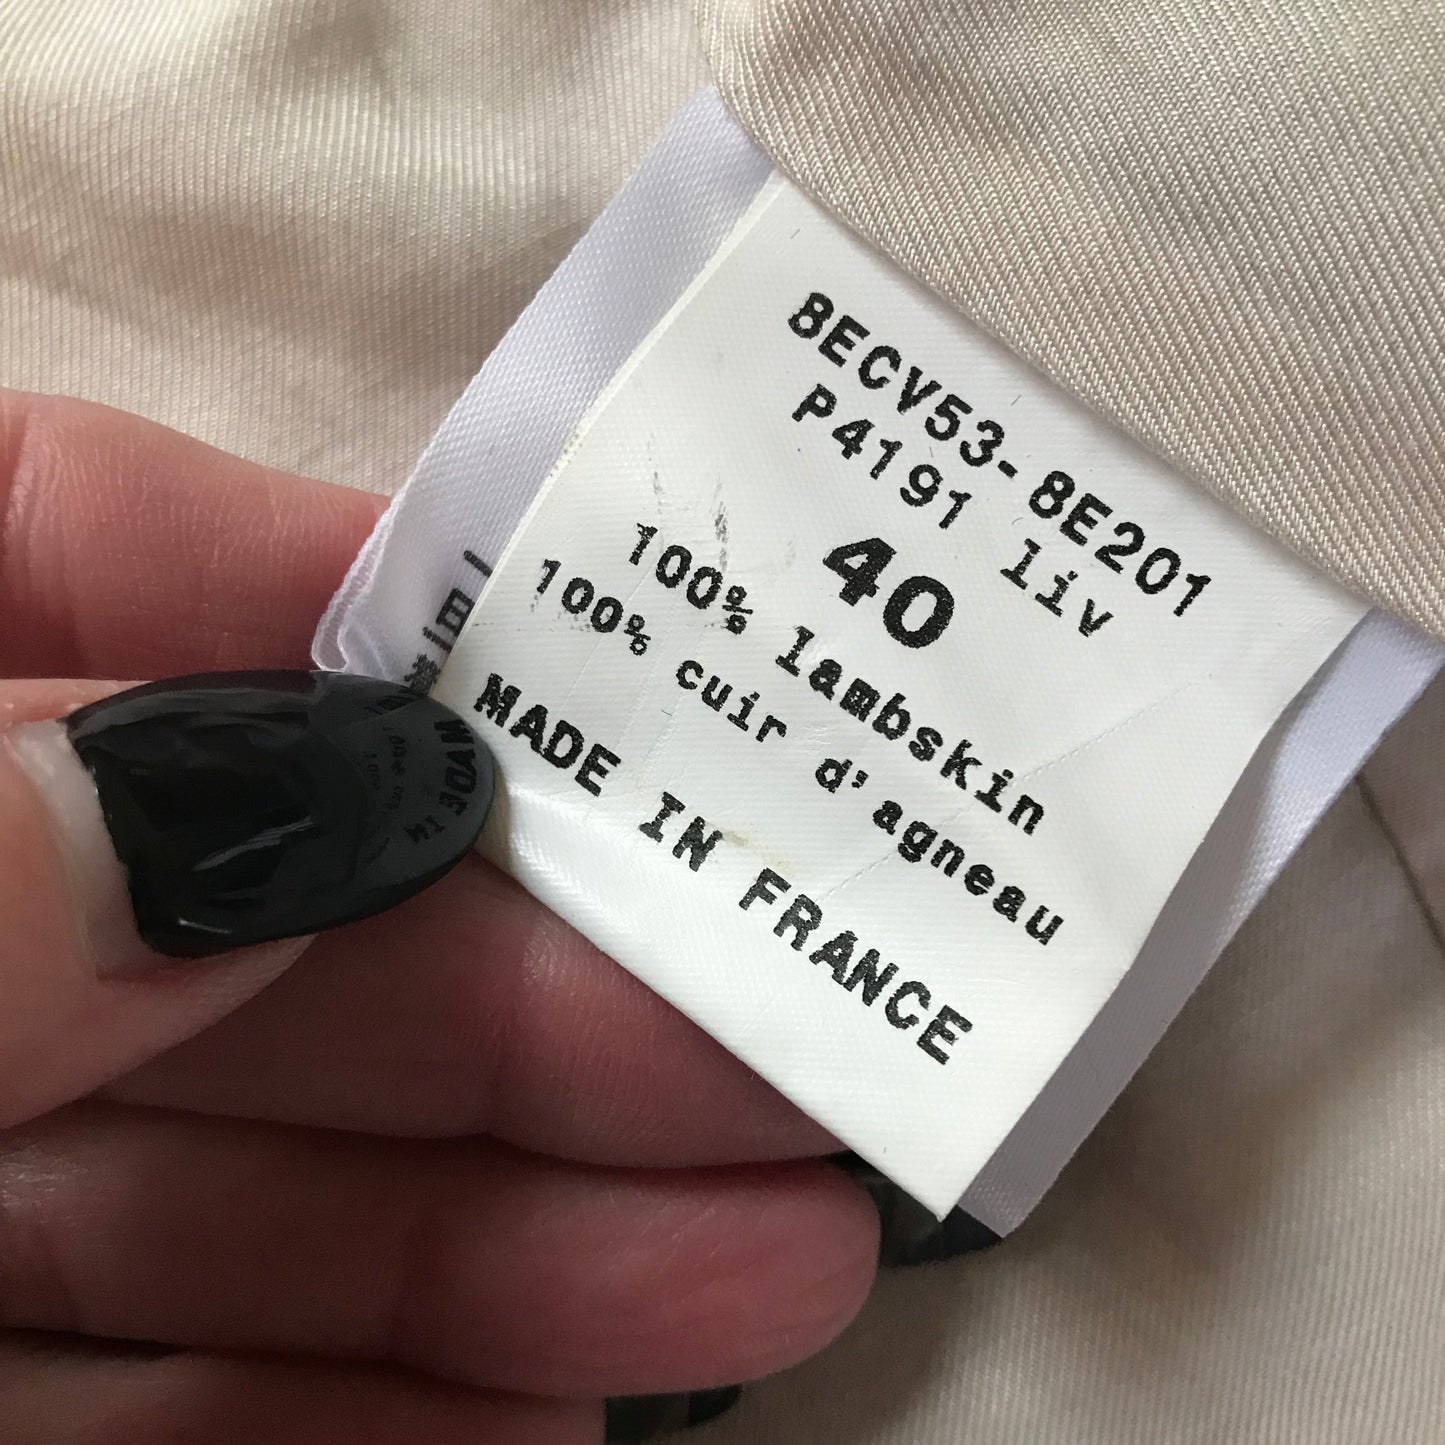 8ECV53-8E201
P4191 liv
40
100% lambskin
100% cuir d'agneau
MADE IN FRANCE